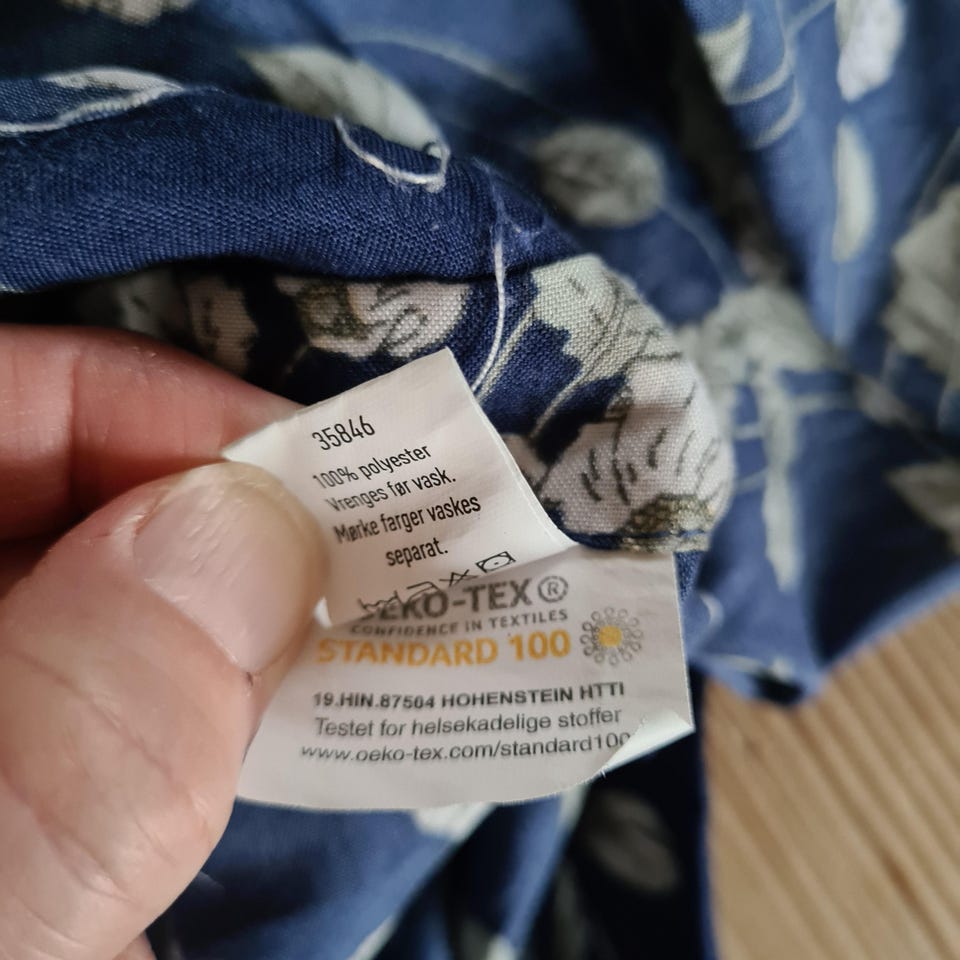 35846
100% polyester
Vrenges før vask.
Mørke farger vaskes
separat.
OEKO-TEX®
CONFIDENCE IN TEXTILES
STANDARD 100
19.HIN.87504 HOHENSTEIN HTTI
Testet for helsekadelige stoffer
www.oeko-tex.com/standard100